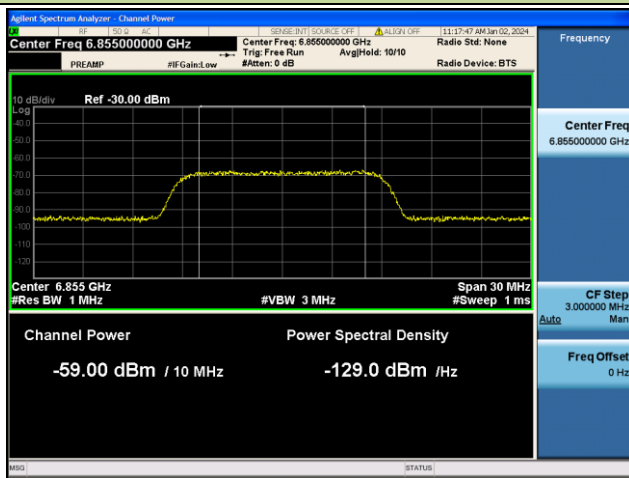 Agilent Spectrum Analyzer - Channel Power
RF 50 Ω AC SENSE:INT SOURCE OFF ALIGN OFF 11:17:47 AM Jan 02, 2024
Center Freq 6.855000000 GHz
Center Freq: 6.855000000 GHz
Radio Std: None
Trig: Free Run Avg|Hold: 10/10
PREAMP #IFGain:Low #Atten: 0 dB Radio Device: BTS
10 dB/div Ref -30.00 dBm
Log
-40.0
-50.0
-60.0
-70.0
-80.0
-90.0
-100
-110
-120
Center 6.855 GHz Span 30 MHz
#Res BW 1 MHz #VBW 3 MHz #Sweep 1 ms
Channel Power Power Spectral Density
-59.00 dBm / 10 MHz -129.0 dBm /Hz
Frequency
Center Freq
6.855000000 GHz
CF Step
3.000000 MHz
Auto Man
Freq Offset
0 Hz
MSG STATUS